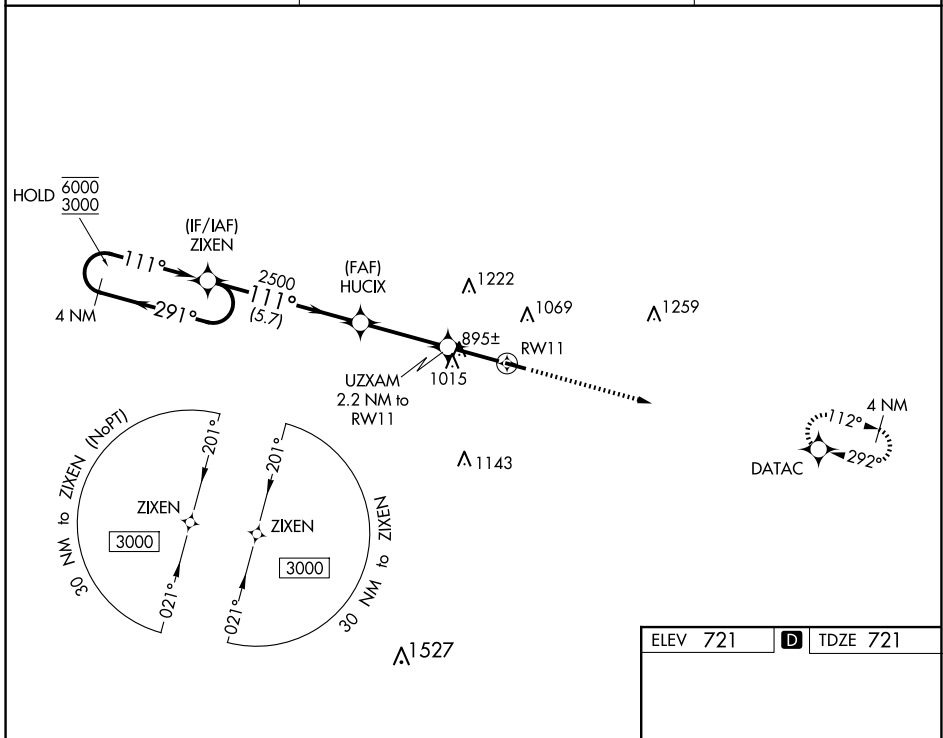 HOLD 6000
3000
(IF/IAF)
ZIXEN
111°
291°
4 NM
2500
111°
(5.7)
(FAF)
HUCIX
1222
1069
1259
895±
RW11
1015
UZXAM
2.2 NM to
RW11
1143
4 NM
112°
292°
DATAC
30 NM to ZIXEN (NoPT)
201°
ZIXEN
3000
021°
201°
ZIXEN
3000
021°
30 NM to ZIXEN
1527
ELEV 721 D TDZE 721